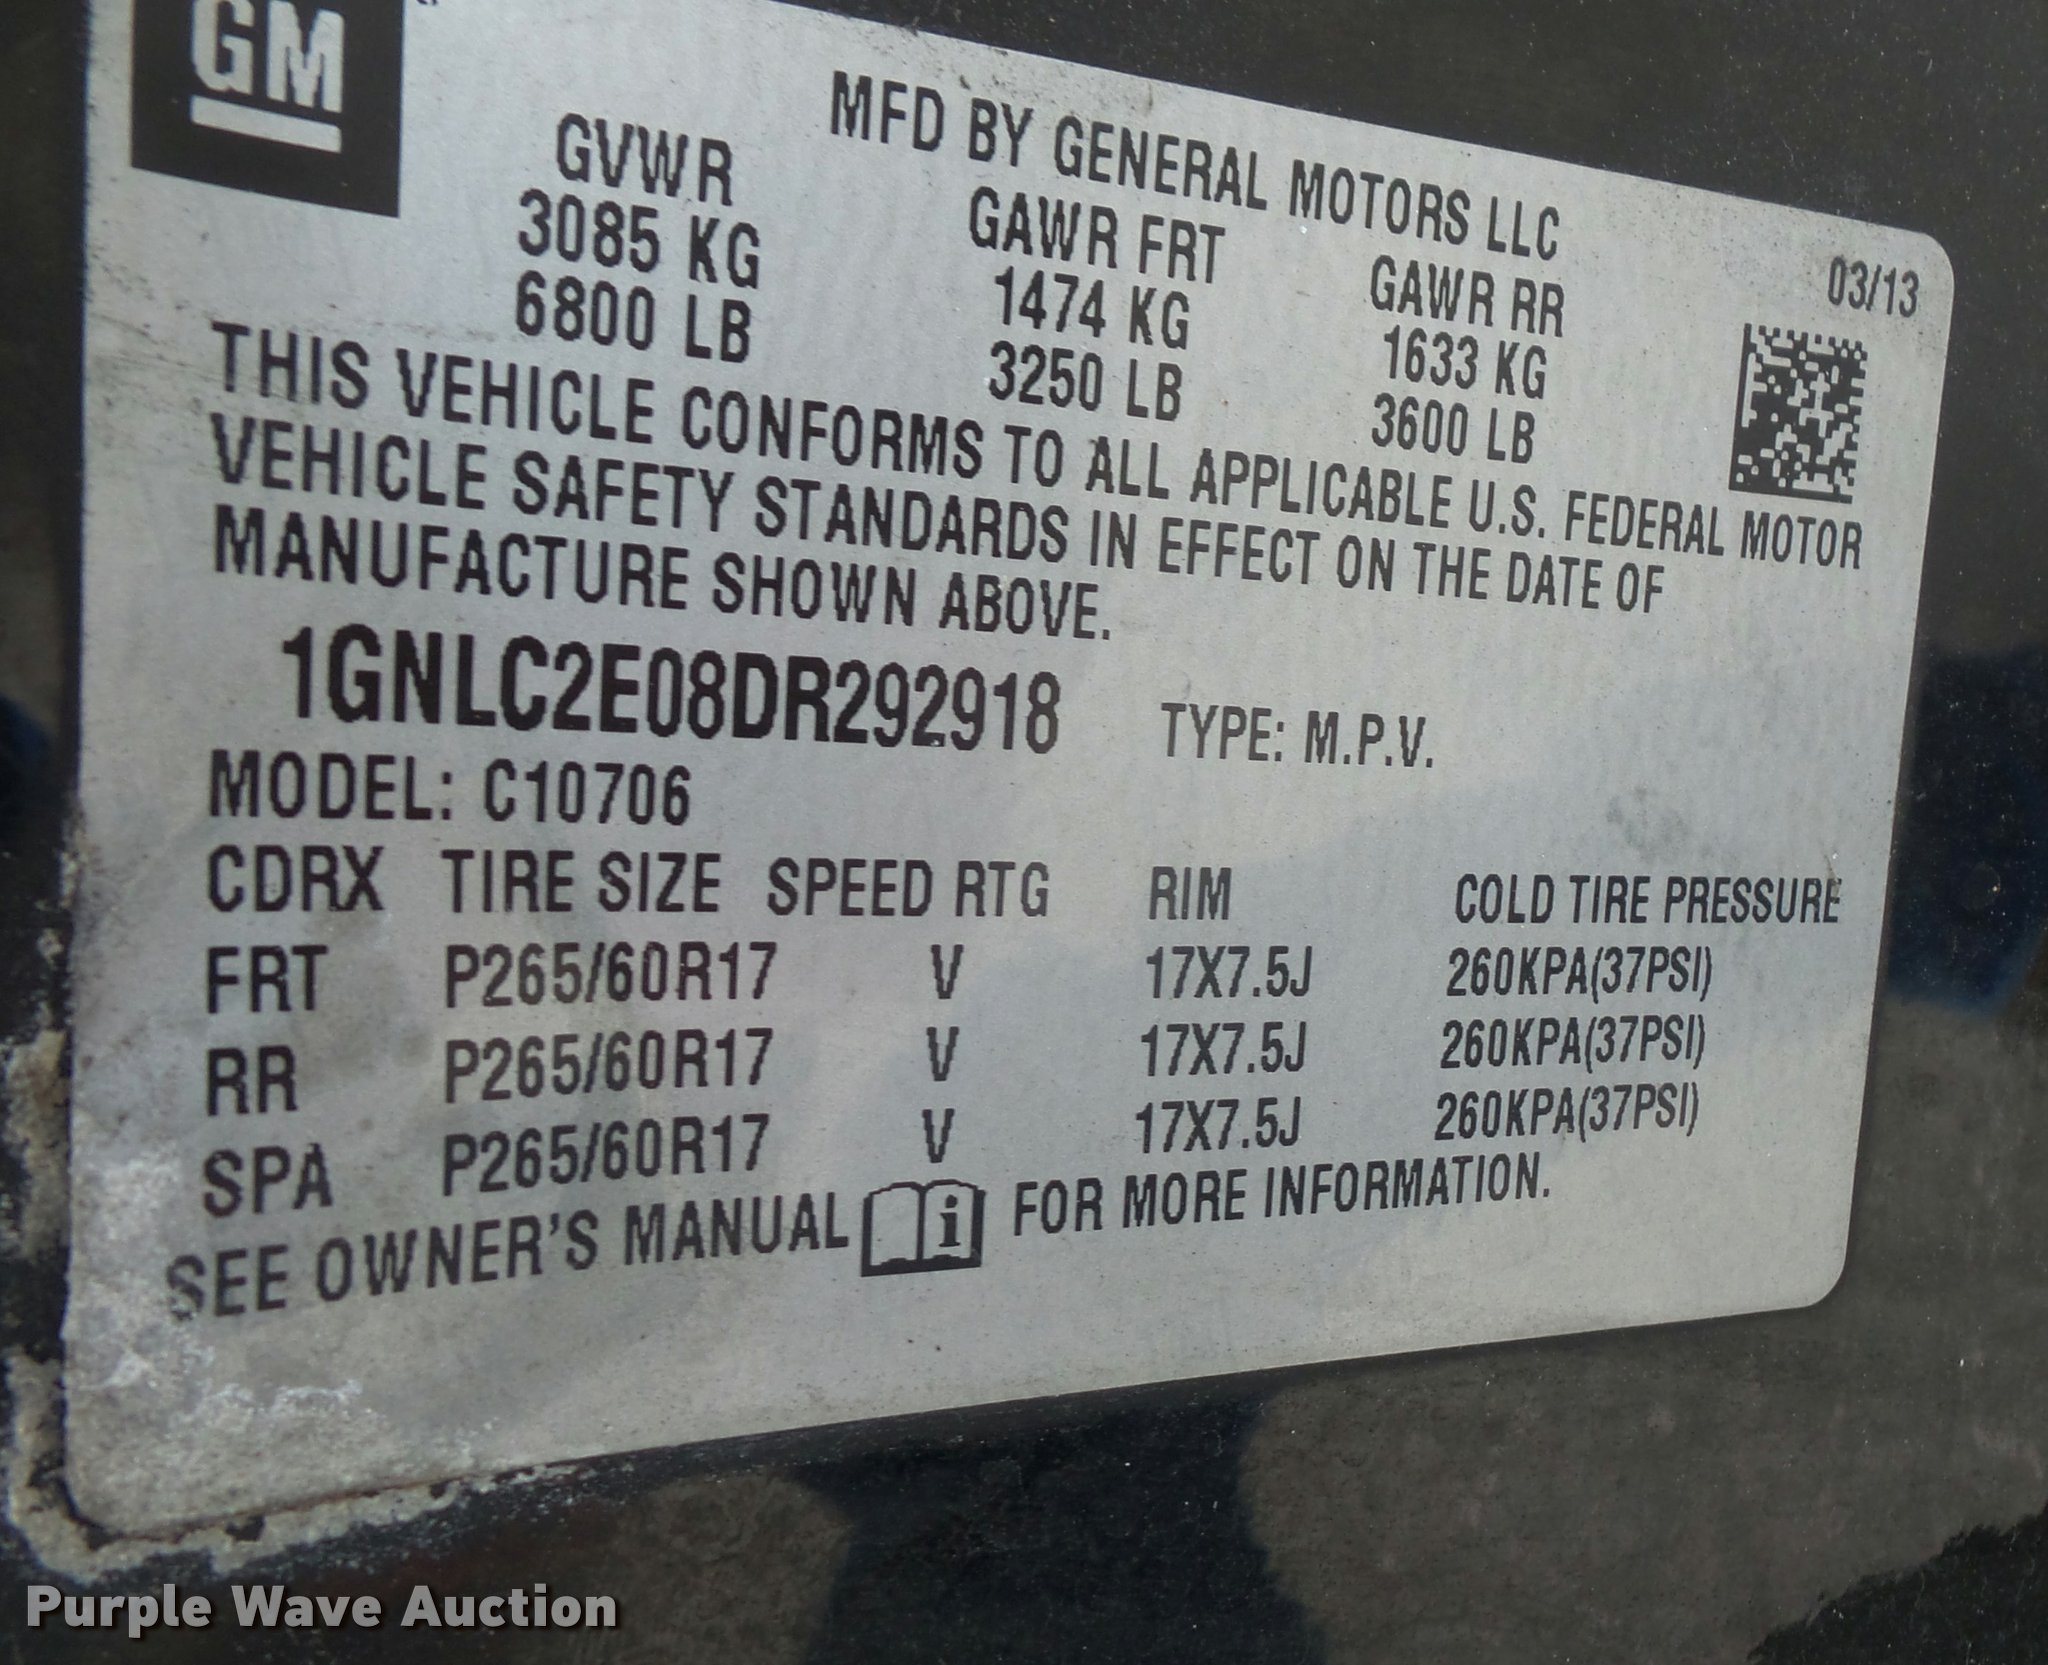 GM
MFD BY GENERAL MOTORS LLC
03/13
GVWR GAWR FRT GAWR RR
3085 KG 1474 KG 1633 KG
6800 LB 3250 LB 3600 LB
THIS VEHICLE CONFORMS TO ALL APPLICABLE U.S. FEDERAL MOTOR
VEHICLE SAFETY STANDARDS IN EFFECT ON THE DATE OF
MANUFACTURE SHOWN ABOVE.
1GNLC2E08DR292918 TYPE: M.P.V.
MODEL: C10706
CDRX TIRE SIZE SPEED RTG RIM COLD TIRE PRESSURE
FRT P265/60R17 V 17X7.5J 260KPA(37PSI)
RR P265/60R17 V 17X7.5J 260KPA(37PSI)
SPA P265/60R17 V 17X7.5J 260KPA(37PSI)
SEE OWNER'S MANUAL i FOR MORE INFORMATION.
Purple Wave Auction